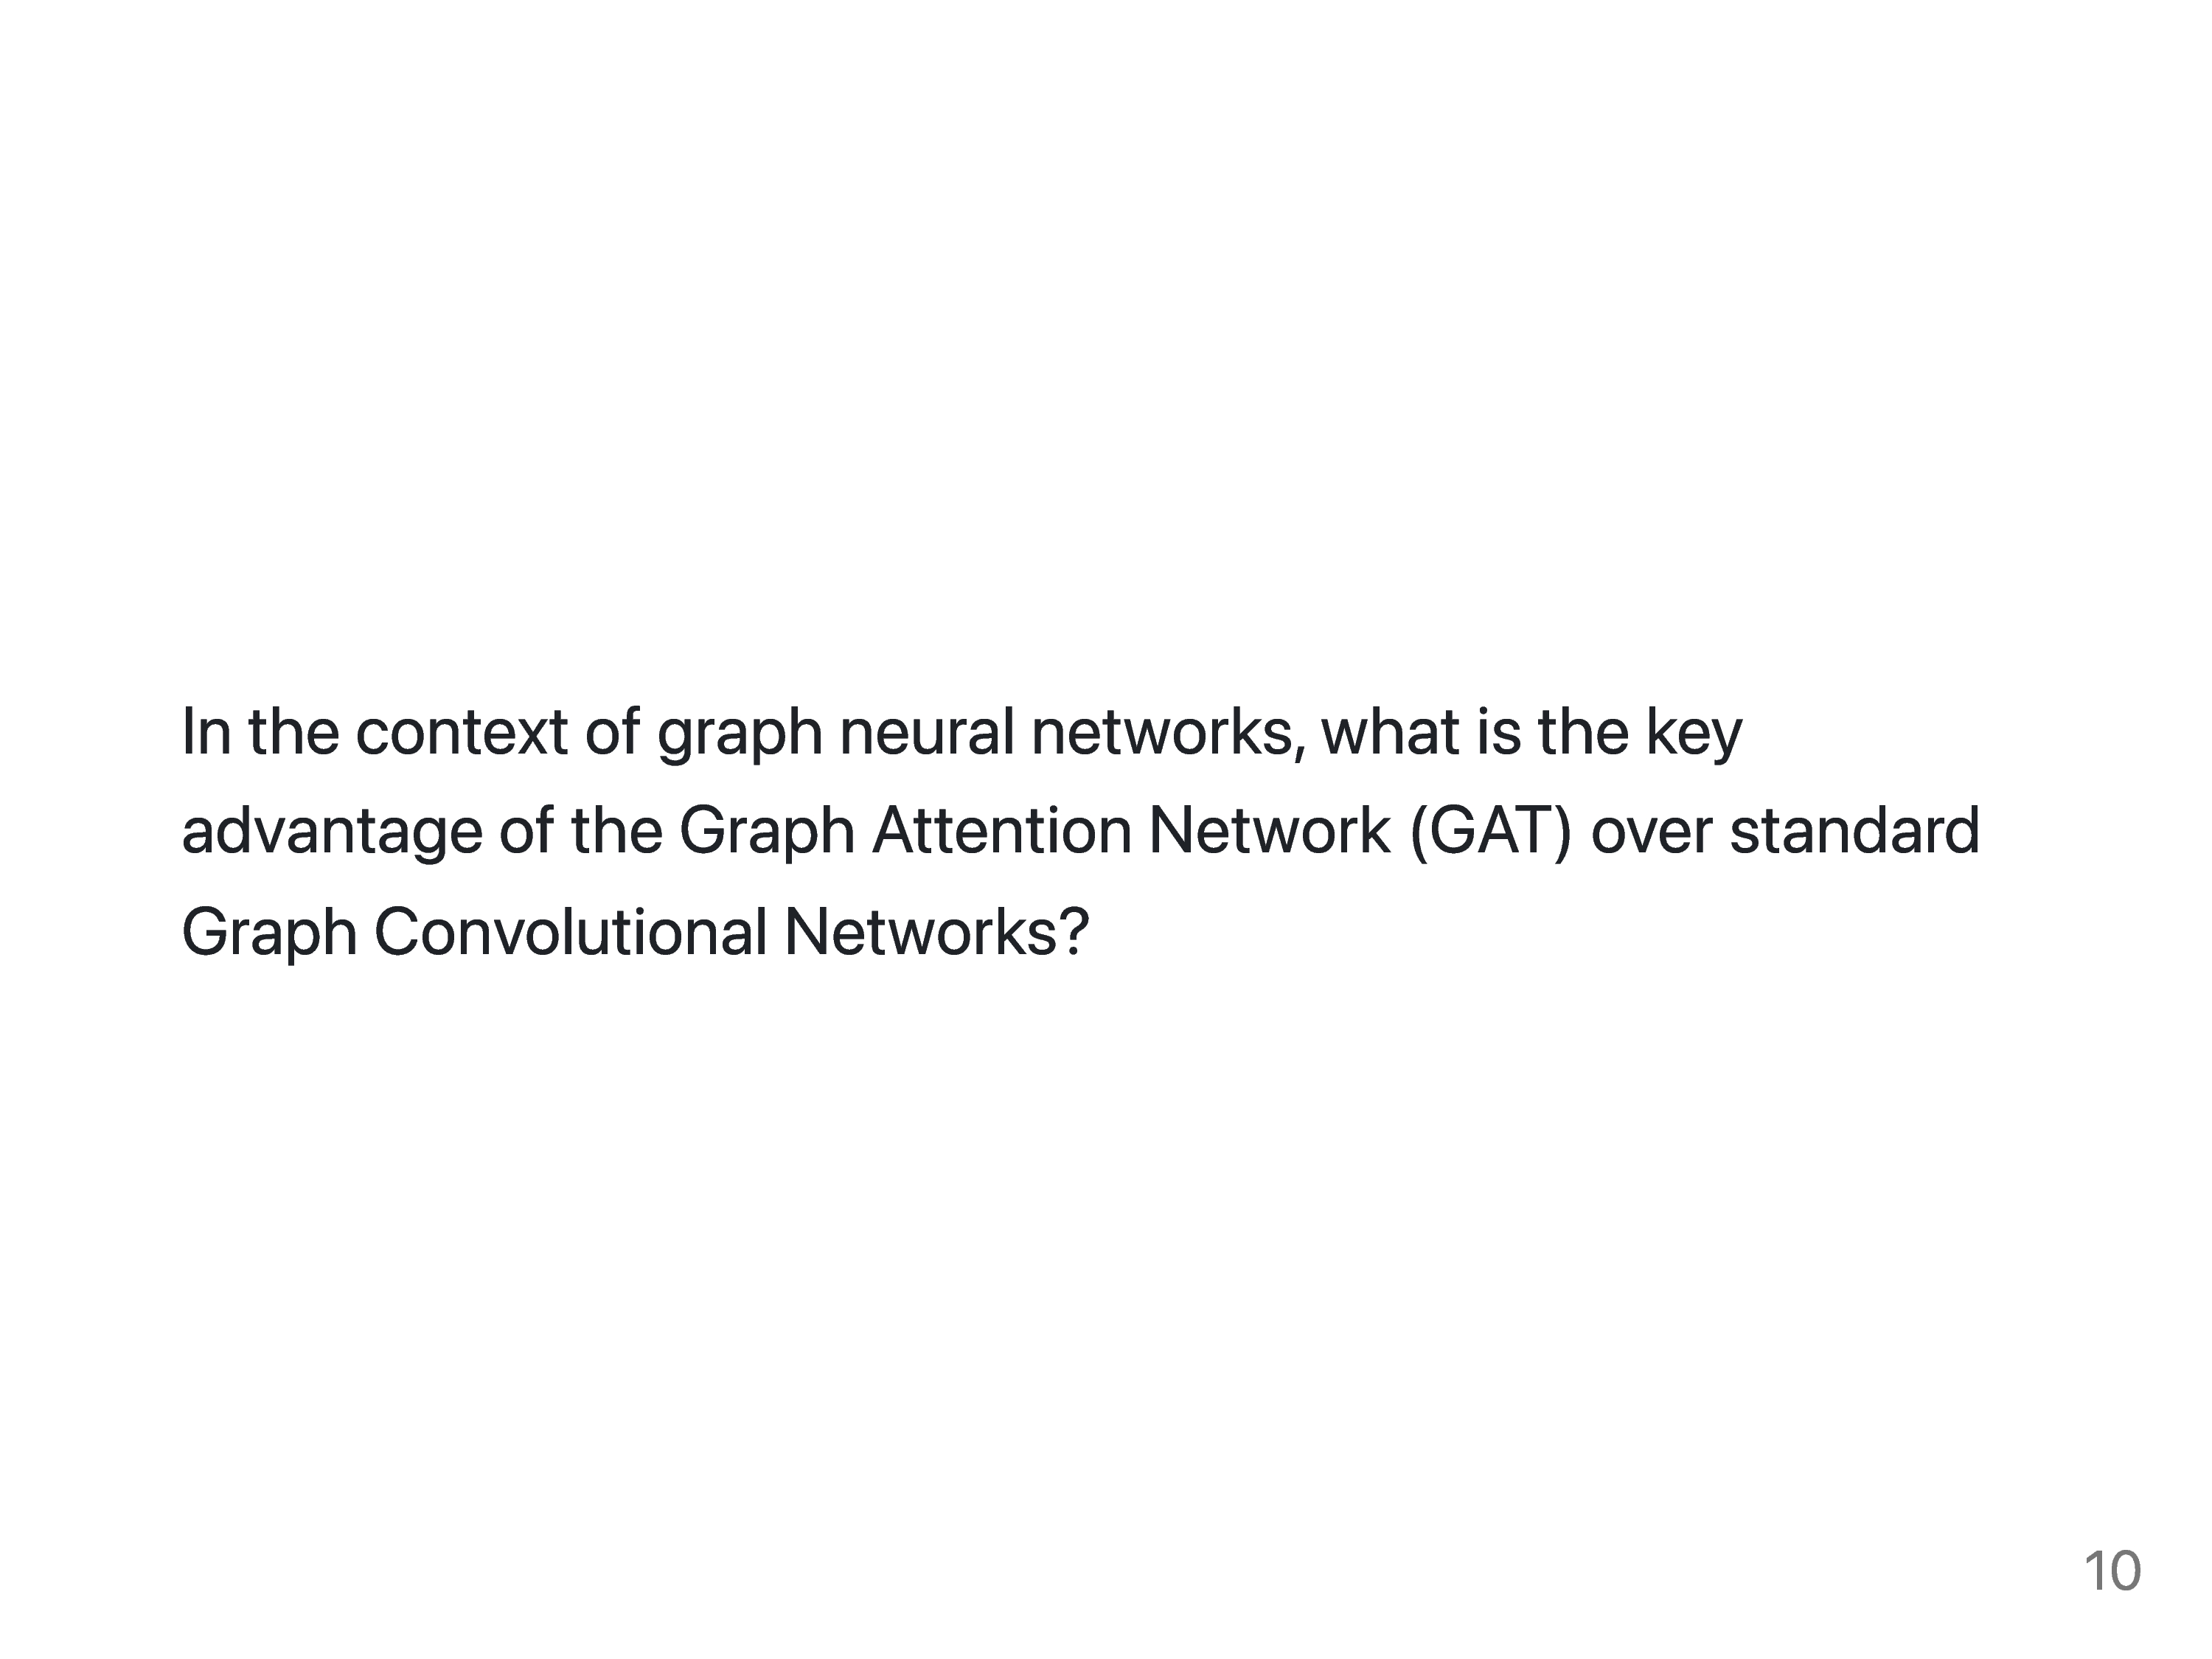 In the context of graph neural networks, what is the key
advantage of the Graph Attention Network (GAT) over standard
Graph Convolutional Networks?
10